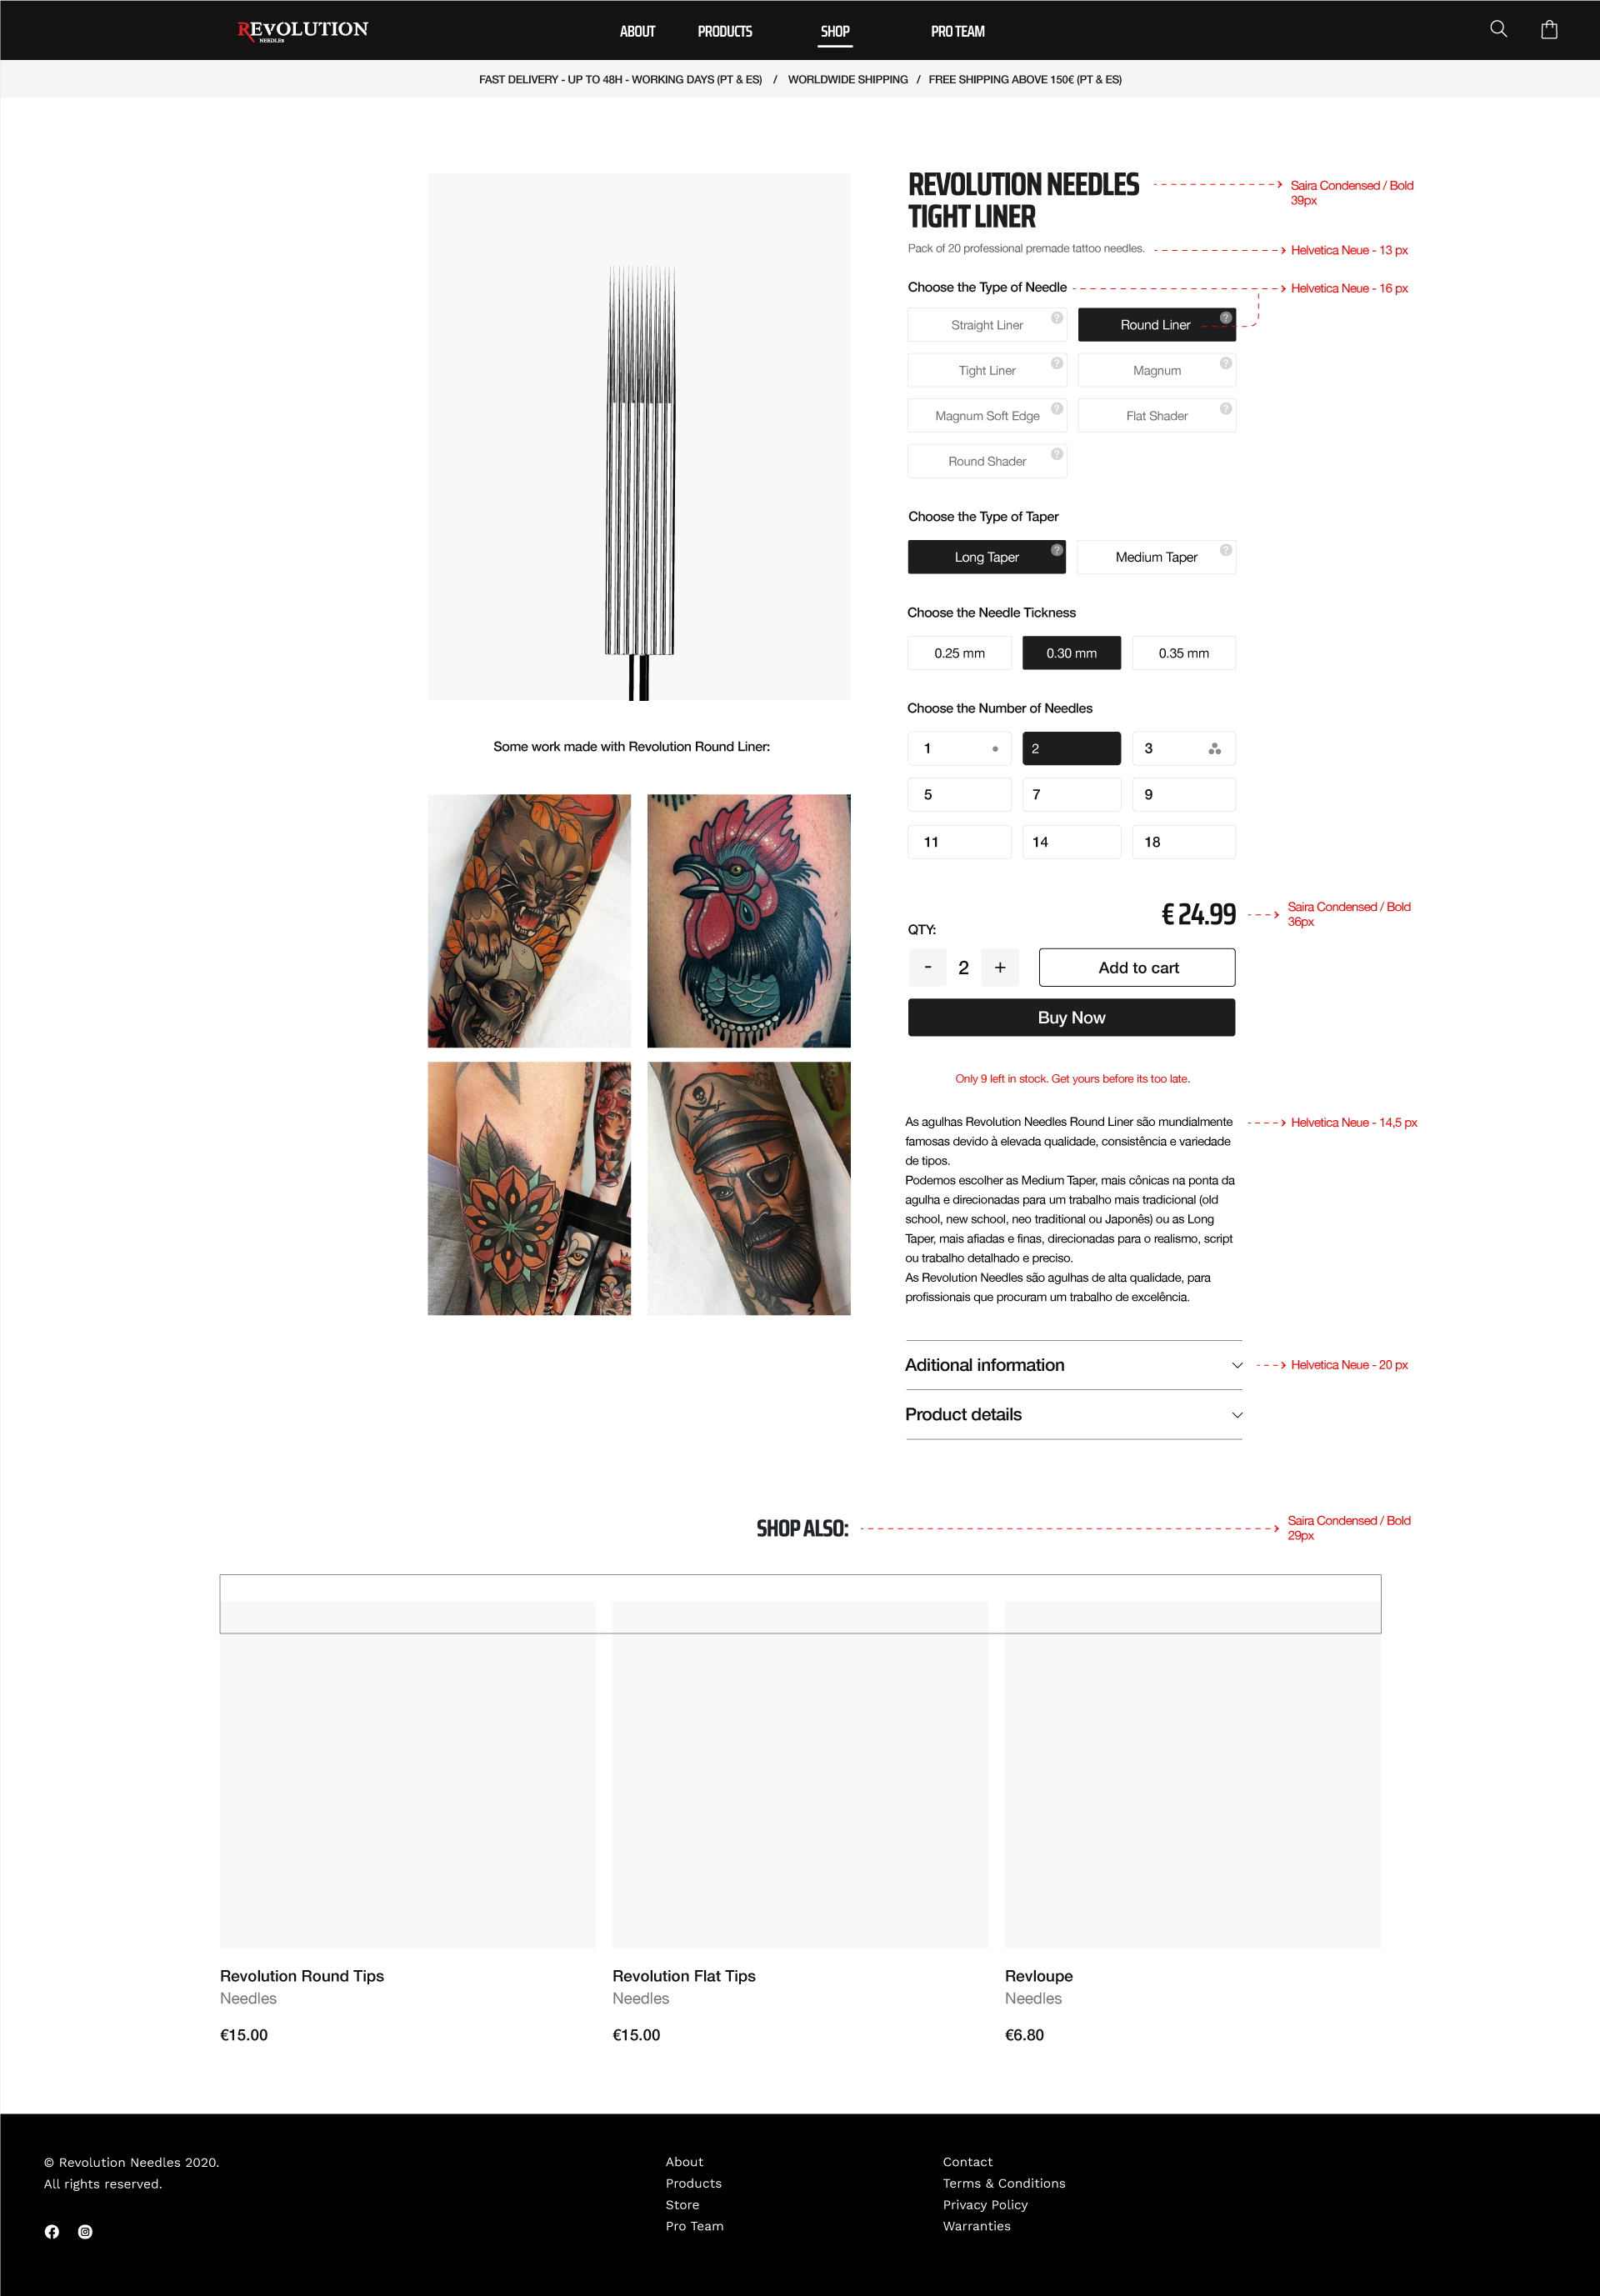 REVOLUTION
NEEDLES
ABOUT
PRODUCTS
SHOP
PRO TEAM
FAST DELIVERY - UP TO 48H - WORKING DAYS (PT & ES) / WORLDWIDE SHIPPING / FREE SHIPPING ABOVE 150€ (PT & ES)
REVOLUTION NEEDLES
TIGHT LINER
Saira Condensed / Bold
39px
Pack of 20 professional premade tattoo needles.
Helvetica Neue - 13 px
Choose the Type of Needle
Helvetica Neue - 16 px
Straight Liner ?
Round Liner ?
Tight Liner ?
Magnum ?
Magnum Soft Edge ?
Flat Shader ?
Round Shader ?
Choose the Type of Taper
Long Taper ?
Medium Taper ?
Choose the Needle Tickness
0.25 mm
0.30 mm
0.35 mm
Choose the Number of Needles
1
2
3
5
7
9
11
14
18
€ 24.99
Saira Condensed / Bold
36px
QTY:
- 2 +
Add to cart
Buy Now
Only 9 left in stock. Get yours before its too late.
As agulhas Revolution Needles Round Liner são mundialmente
famosas devido à elevada qualidade, consistência e variedade
de tipos.
Podemos escolher as Medium Taper, mais cônicas na ponta da
agulha e direcionadas para um trabalho mais tradicional (old
school, new school, neo traditional ou Japonês) ou as Long
Taper, mais afiadas e finas, direcionadas para o realismo, script
ou trabalho detalhado e preciso.
As Revolution Needles são agulhas de alta qualidade, para
profissionais que procuram um trabalho de excelência.
Helvetica Neue - 14,5 px
Aditional information
Helvetica Neue - 20 px
Product details
Some work made with Revolution Round Liner:
SHOP ALSO:
Saira Condensed / Bold
29px
Revolution Round Tips
Needles
€15.00
Revolution Flat Tips
Needles
€15.00
Revloupe
Needles
€6.80
© Revolution Needles 2020.
All rights reserved.
About
Products
Store
Pro Team
Contact
Terms & Conditions
Privacy Policy
Warranties